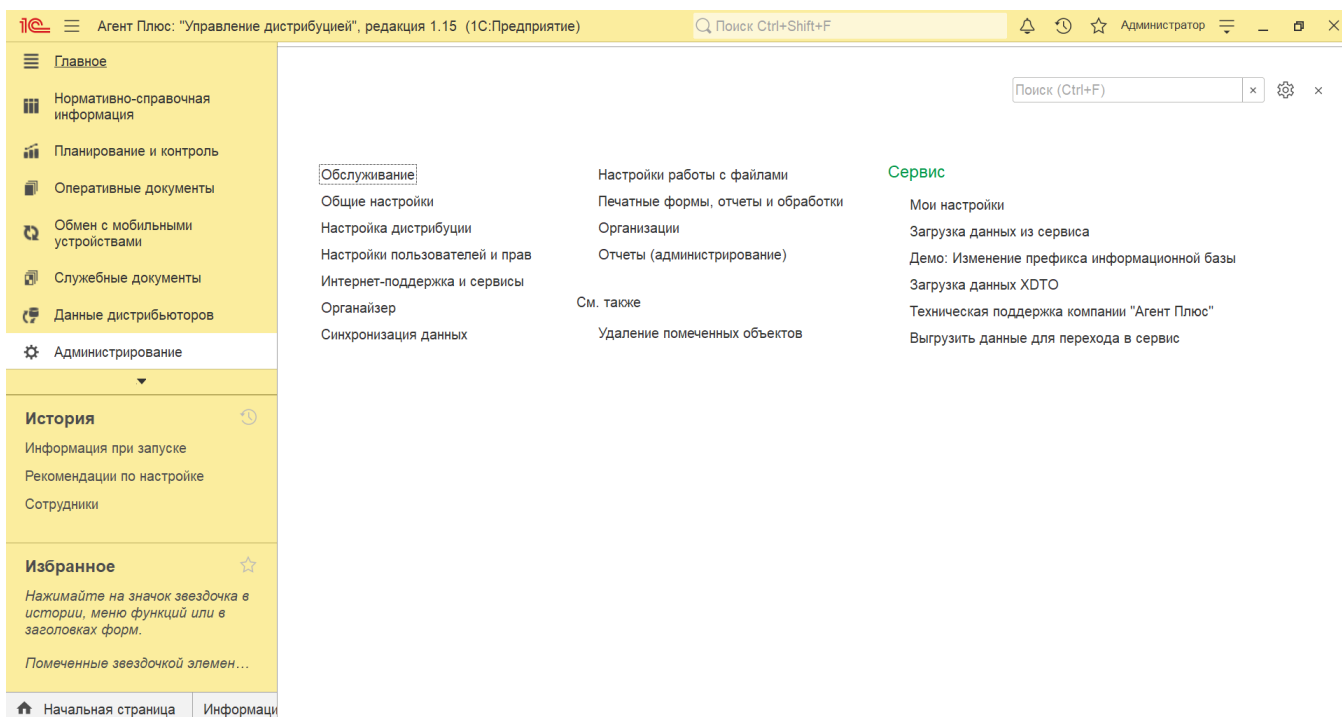 1С Агент Плюс: "Управление дистрибуцией", редакция 1.15 (1С:Предприятие) Поиск Ctrl+Shift+F Администратор
Главное
Нормативно-справочная
информация
Планирование и контроль
Оперативные документы
Обмен с мобильными
устройствами
Служебные документы
Данные дистрибьюторов
Администрирование
История
Информация при запуске
Рекомендации по настройке
Сотрудники
Избранное
Нажимайте на значок звездочка в
истории, меню функций или в
заголовках форм.
Помеченные звездочкой элемен...
Начальная страница
Информаци
Поиск (Ctrl+F)
Обслуживание
Общие настройки
Настройка дистрибуции
Настройки пользователей и прав
Интернет-поддержка и сервисы
Органайзер
Синхронизация данных
Настройки работы с файлами
Печатные формы, отчеты и обработки
Организации
Отчеты (администрирование)
См. также
Удаление помеченных объектов
Сервис
Мои настройки
Загрузка данных из сервиса
Демо: Изменение префикса информационной базы
Загрузка данных XDTO
Техническая поддержка компании "Агент Плюс"
Выгрузить данные для перехода в сервис